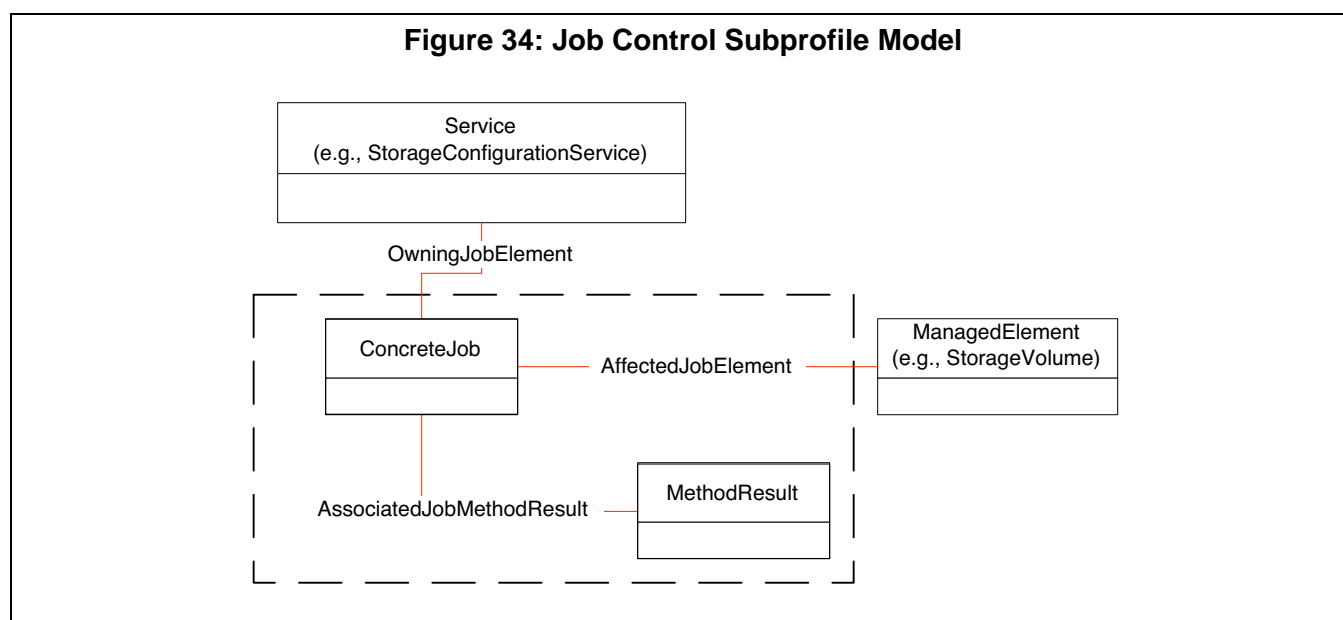 Figure 34: Job Control Subprofile Model
Service
(e.g., StorageConfigurationService)
OwningJobElement
ConcreteJob
AffectedJobElement
ManagedElement
(e.g., StorageVolume)
AssociatedJobMethodResult
MethodResult